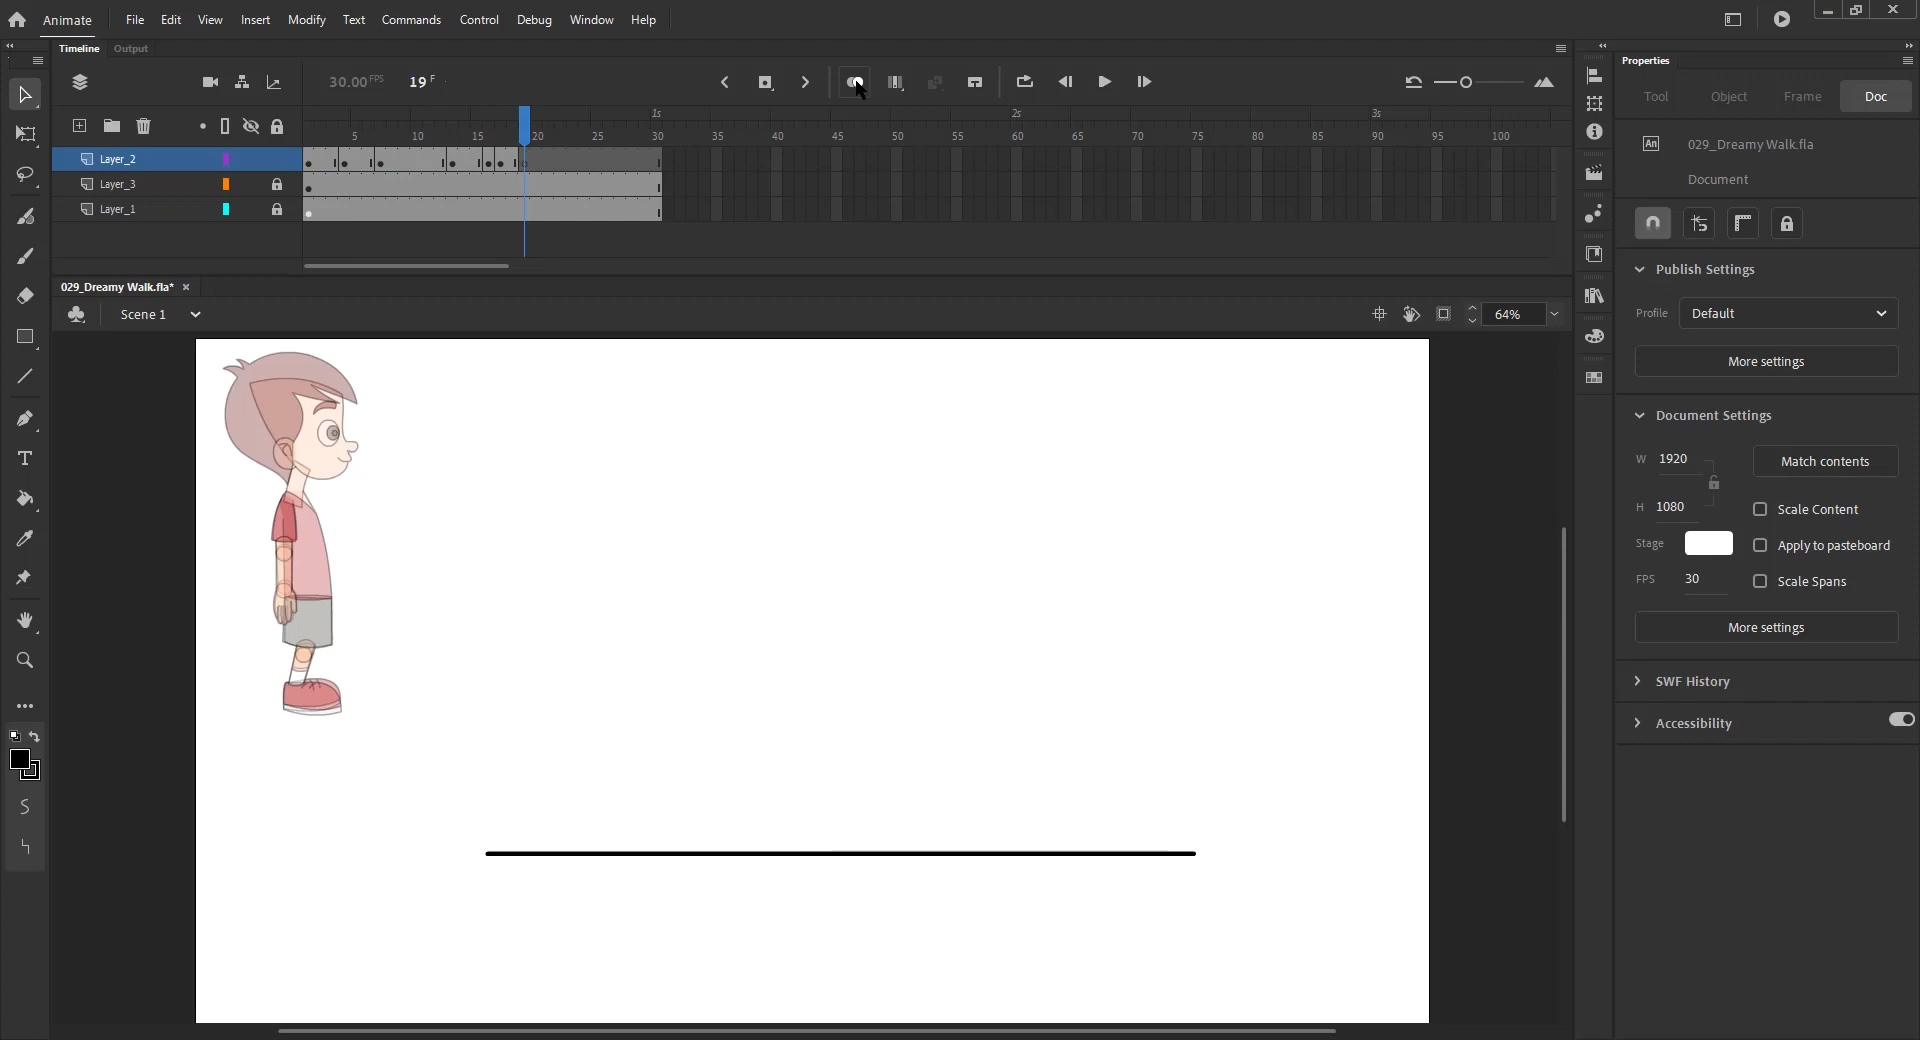 Animate File Edit View Insert Modify Text Commands Control Debug Window Help
Timeline Output
Properties
30.00 FPS 19 F
Tool Object Frame Doc
1s 2s 3s
5 10 15 20 25 30 35 40 45 50 55 60 65 70 75 80 85 90 95 100
Layer_2
Layer_3
Layer_1
An 029_Dreamy Walk.fla
Document
Publish Settings
Profile Default
More settings
Document Settings
W 1920 Match contents
H 1080 Scale Content
Stage Apply to pasteboard
FPS 30 Scale Spans
More settings
SWF History
Accessibility
029_Dreamy Walk.fla* ×
Scene 1 64%